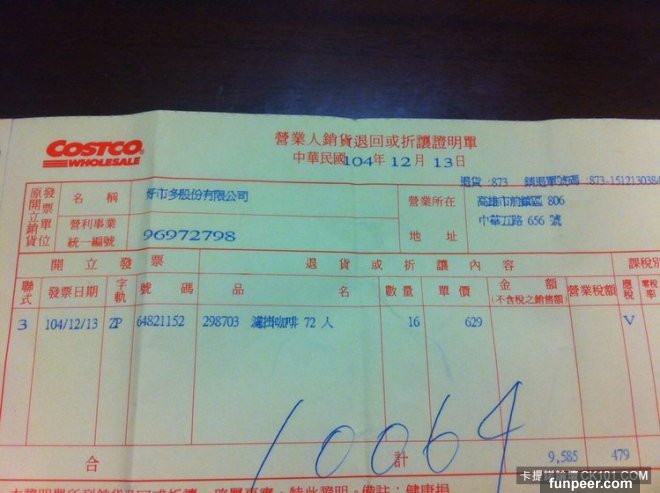 COSTCO
WHOLESALE
營業人銷貨退回或折讓證明單
中華民國104年 12 月 13日
退貨:873
原開立銷貨
發票單位
名 稱
好市多股份有限公司
營利事業
統一編號
96972798
營業所在
地 址
高雄市前鎮區 806
中華五路 656 號
開 立 發 票
退 貨 或 折 讓 內 容
課稅別
聯式
發票日期
字軌
號 碼
品 名
數量
單 價
金 額
(不含稅之銷售額)
營業稅額
應稅
零稅率
3
104/12/13
ZP
64821152
298703 濾掛咖啡 72 入
16
629
V
10064
合 計
9,585
479
卡提諾論壇 CK101.COM
funpeer.com